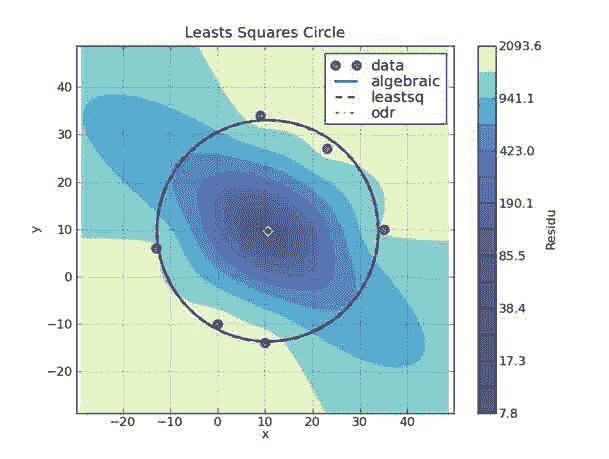 Leasts Squares Circle
data
algebraic
leastsq
odr
40
30
20
10
0
−10
−20
y
−20
−10
0
10
20
30
40
x
2093.6
941.1
423.0
190.1
85.5
38.4
17.3
7.8
Residu